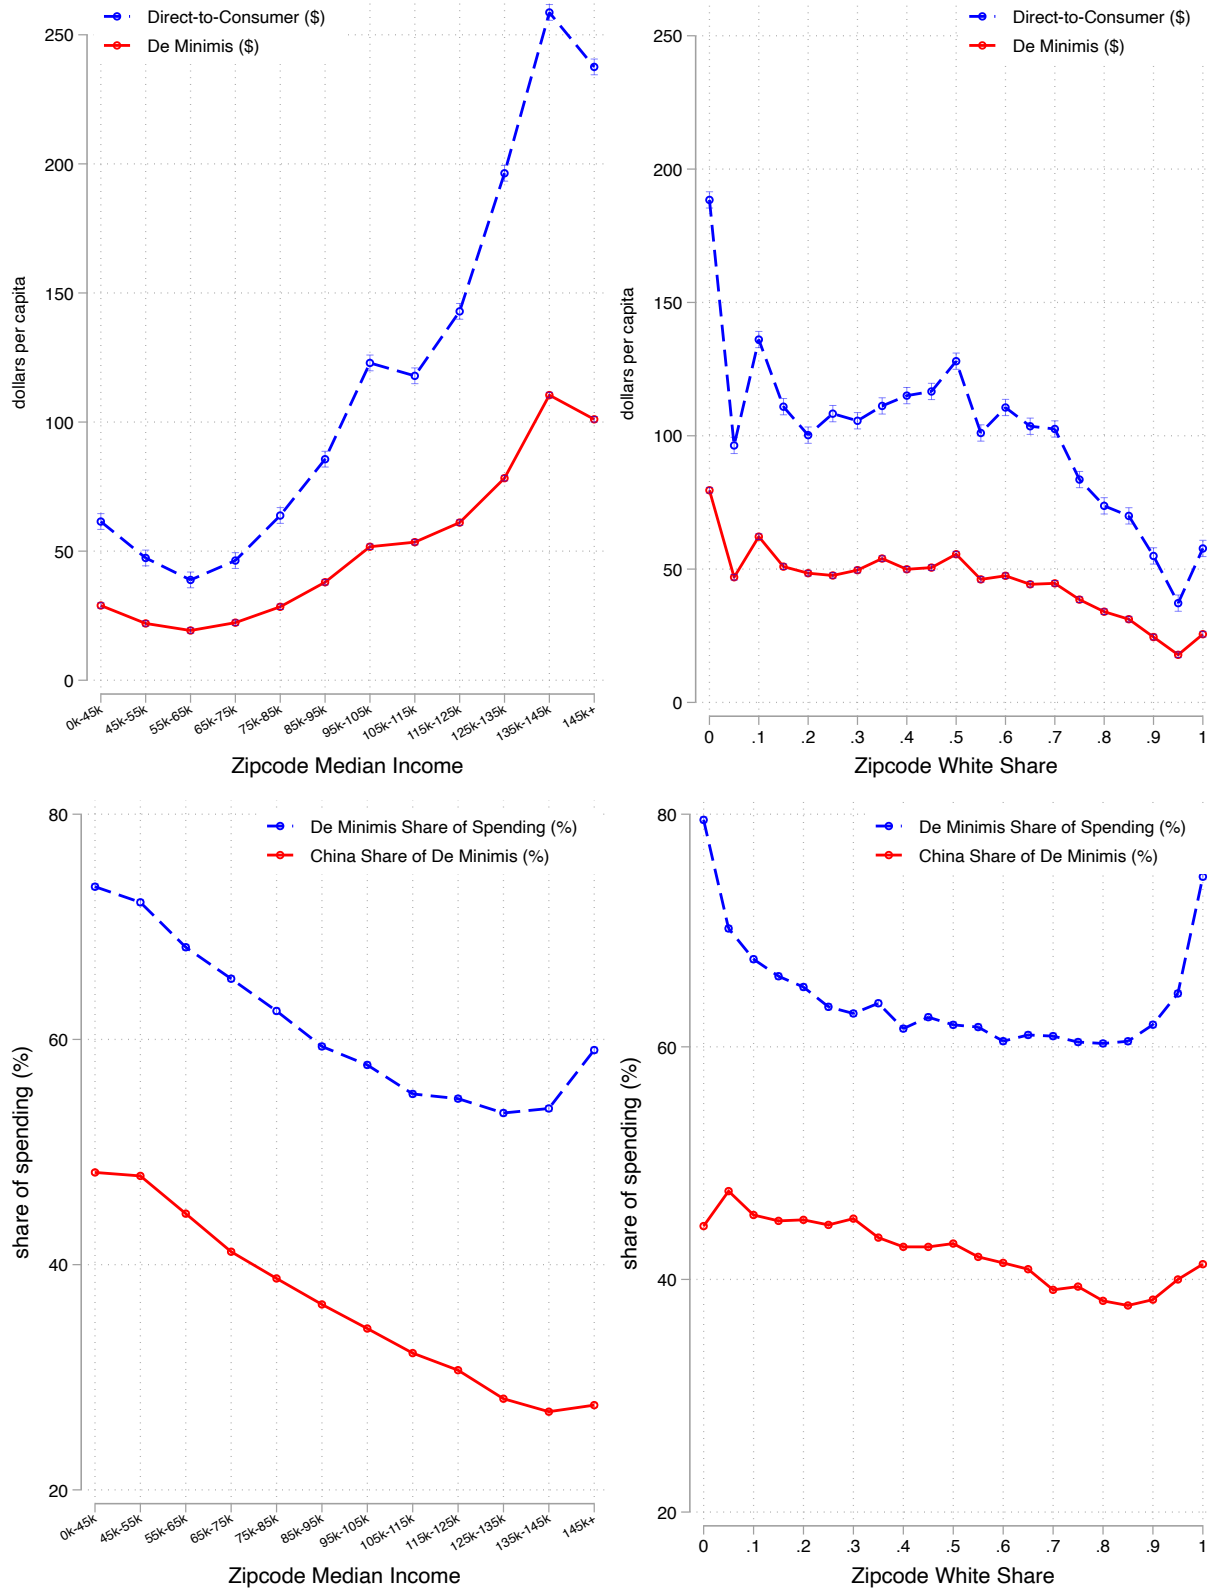 Direct-to-Consumer ($)
De Minimis ($)
250
200
150
100
50
0
dollars per capita
0k-45k
45k-55k
55k-65k
65k-75k
75k-85k
85k-95k
95k-105k
105k-115k
115k-125k
125k-135k
135k-145k
145k+
Zipcode Median Income
Direct-to-Consumer ($)
De Minimis ($)
250
200
150
100
50
0
dollars per capita
0 .1 .2 .3 .4 .5 .6 .7 .8 .9 1
Zipcode White Share
De Minimis Share of Spending (%)
China Share of De Minimis (%)
80
60
40
20
share of spending (%)
0k-45k
45k-55k
55k-65k
65k-75k
75k-85k
85k-95k
95k-105k
105k-115k
115k-125k
125k-135k
135k-145k
145k+
Zipcode Median Income
De Minimis Share of Spending (%)
China Share of De Minimis (%)
80
60
40
20
share of spending (%)
0 .1 .2 .3 .4 .5 .6 .7 .8 .9 1
Zipcode White Share